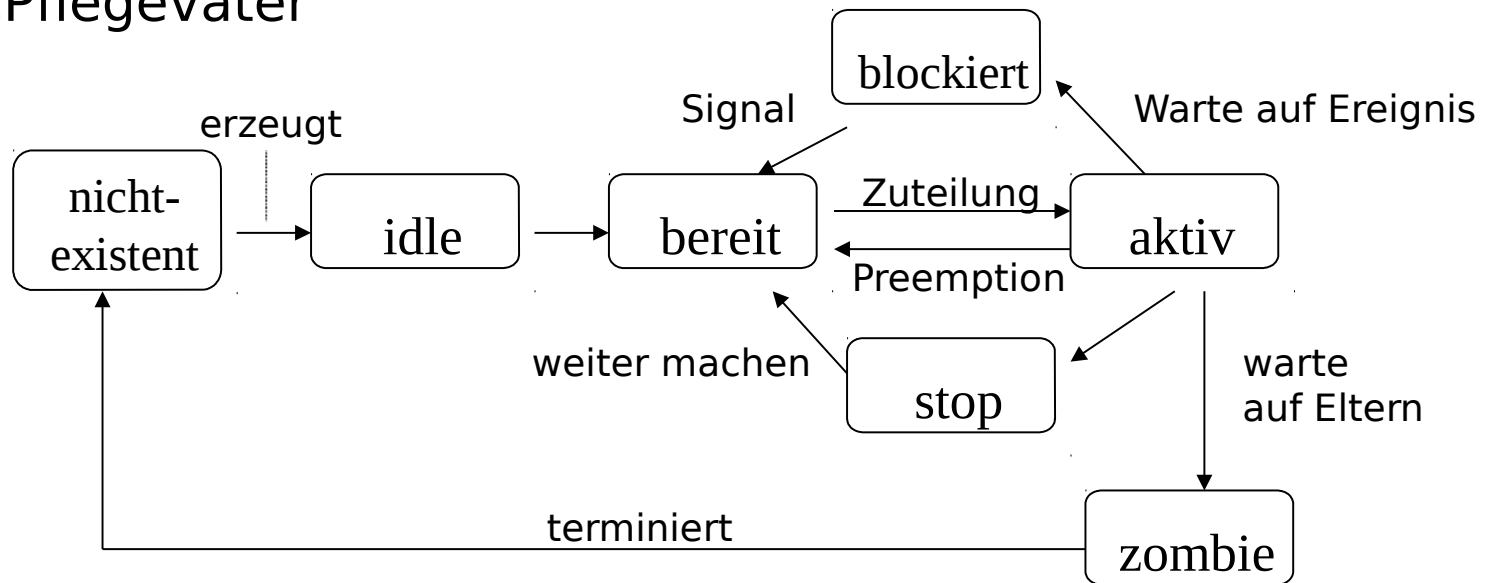 Pflegevater
blockiert
Signal
Warte auf Ereignis
erzeugt
nicht-
existent
idle
bereit
Zuteilung
aktiv
Preemption
weiter machen
stop
warte
auf Eltern
terminiert
zombie